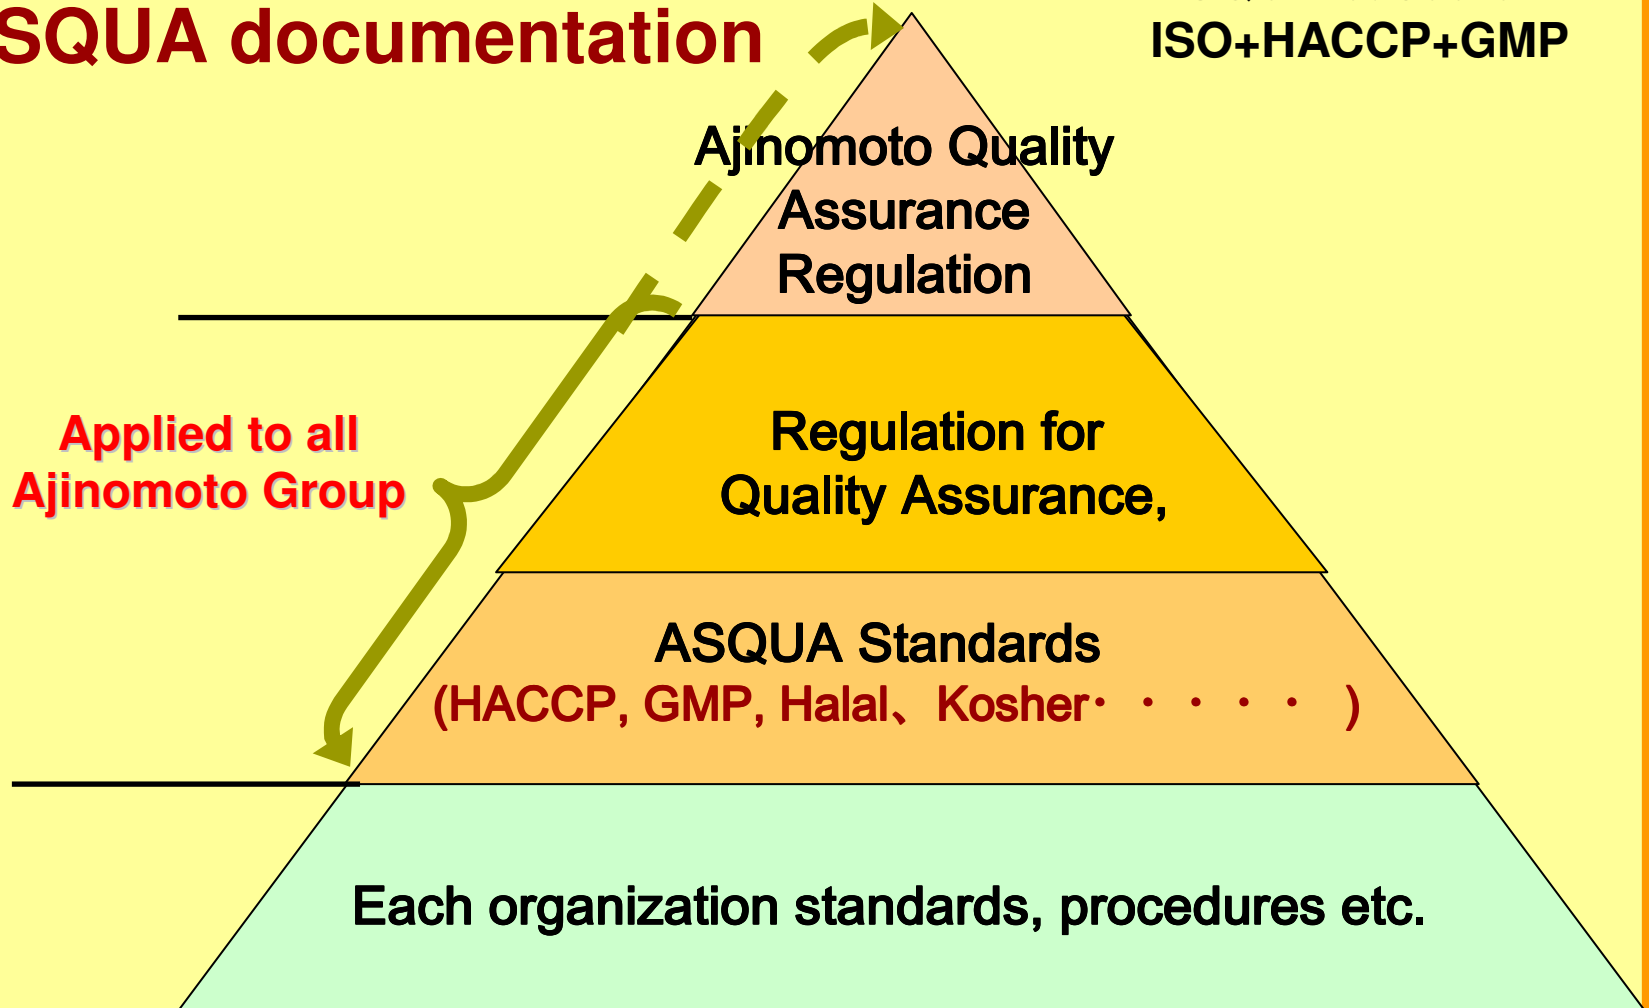 SQUA documentation
ISO+HACCP+GMP
Ajinomoto Quality
Assurance
Regulation
Applied to all
Ajinomoto Group
Regulation for
Quality Assurance,
ASQUA Standards
(HACCP, GMP, Halal、Kosher・・・・・ )
Each organization standards, procedures etc.